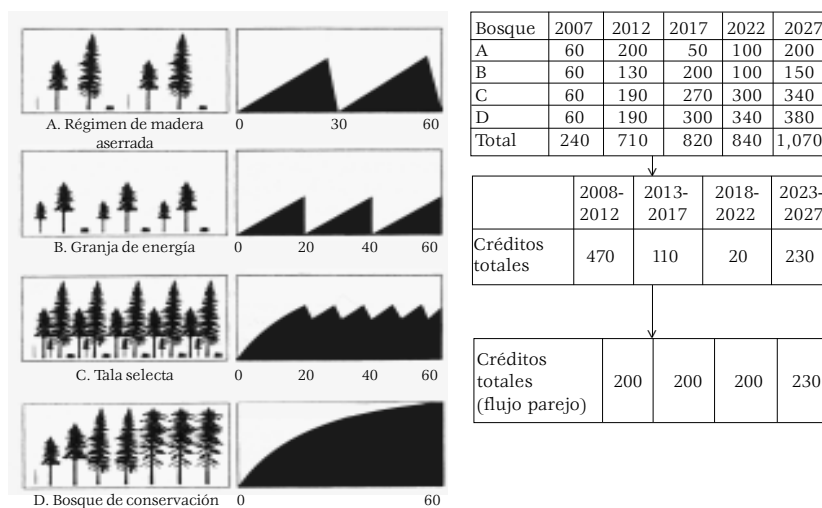 A. Régimen de madera
aserrada
0 30 60
B. Granja de energía
0 20 40 60
C. Tala selecta
0 20 40 60
D. Bosque de conservación
0 60
Bosque 2007 2012 2017 2022 2027
A 60 200 50 100 200
B 60 130 200 100 150
C 60 190 270 300 340
D 60 190 300 340 380
Total 240 710 820 840 1,070
2008- 2013- 2018- 2023-
2012 2017 2022 2027
Créditos
totales 470 110 20 230
Créditos
totales 200 200 200 230
(flujo parejo)